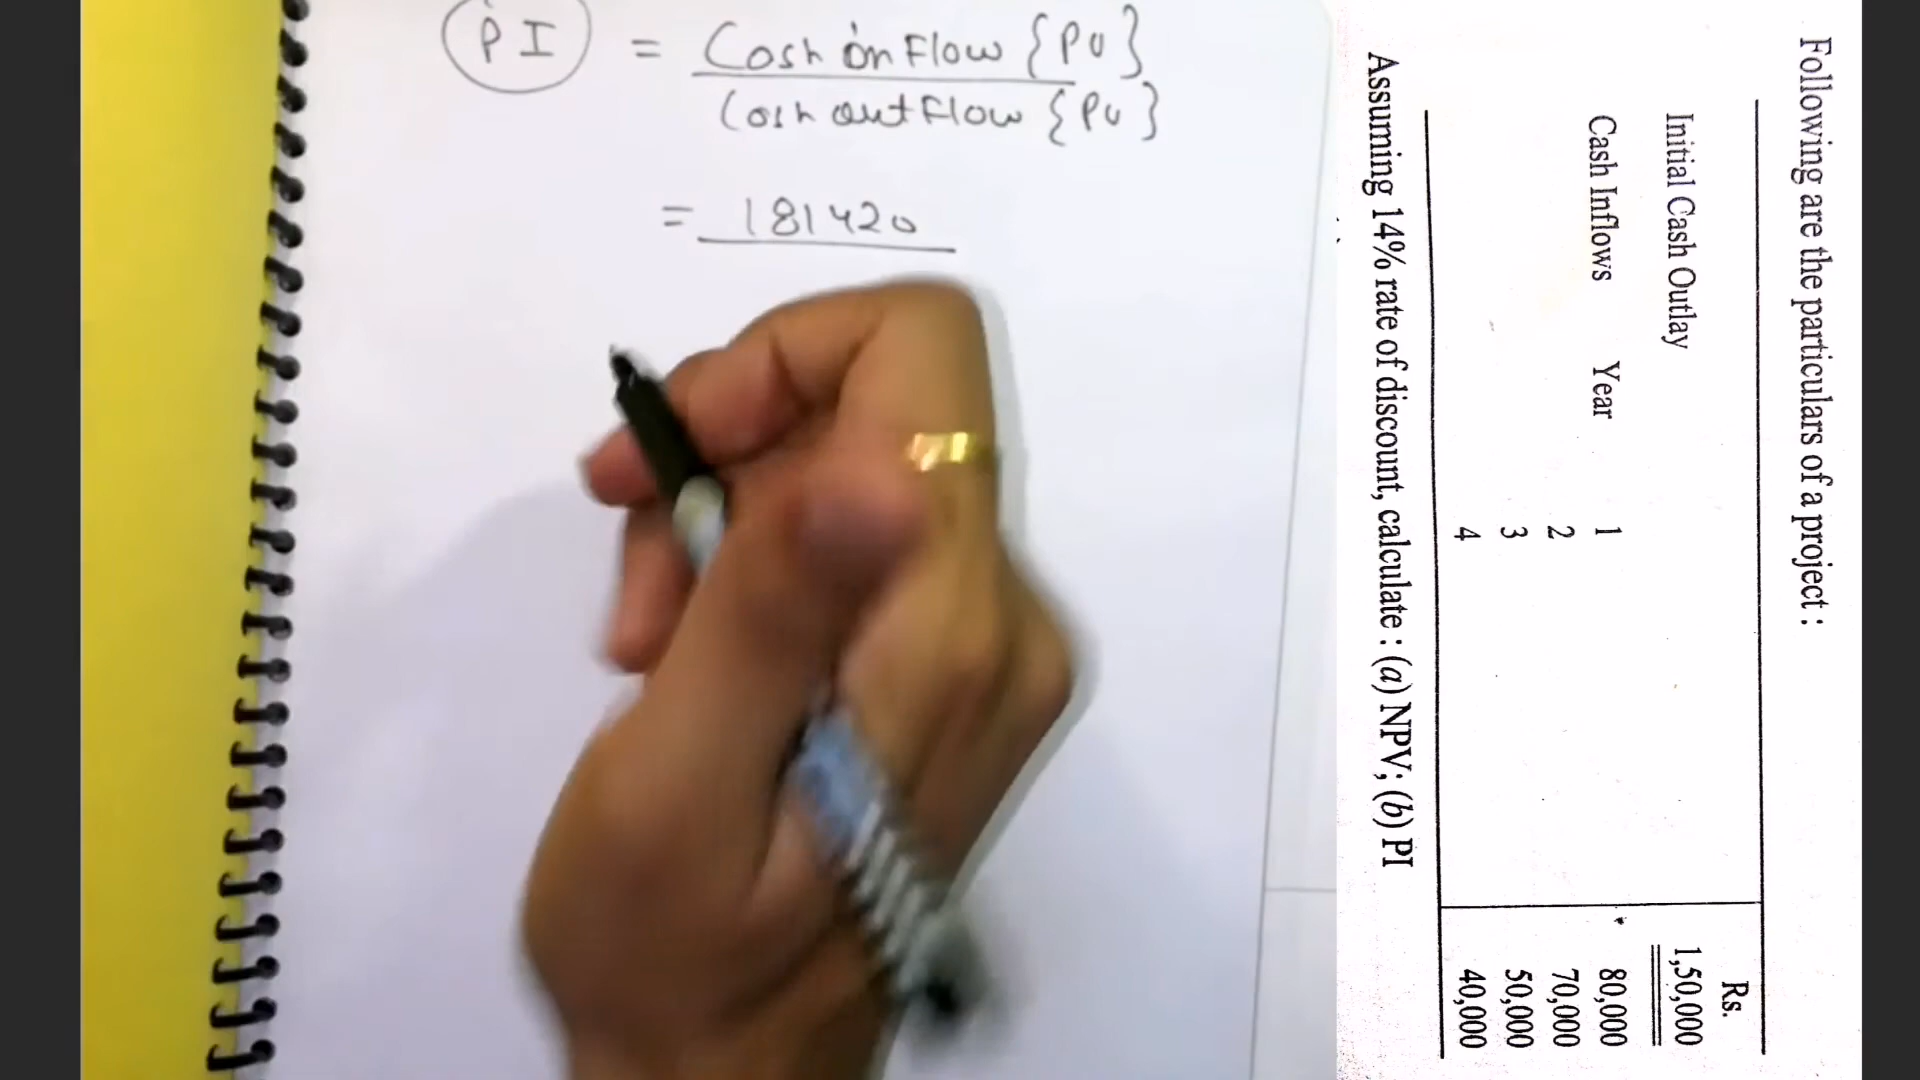 PI = Cash inFlow {PV}
Cash outFlow {PV}
= 181420
Following are the particulars of a project :
Rs.
Initial Cash Outlay 1,50,000
Cash Inflows Year 1 80,000
2 70,000
3 50,000
4 40,000
Assuming 14% rate of discount, calculate : (a) NPV; (b) PI